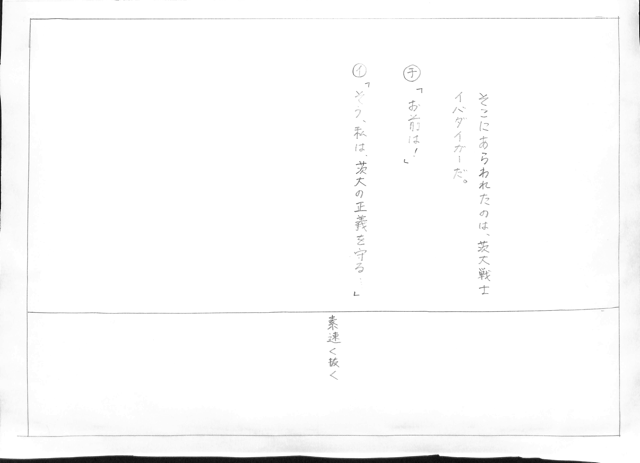 そこにあらわれたのは、茨大戦士
イバダイガーだ。
㋠「お前は!」
㋑「そう、私は、茨大の正義を守る…」
素速く抜く